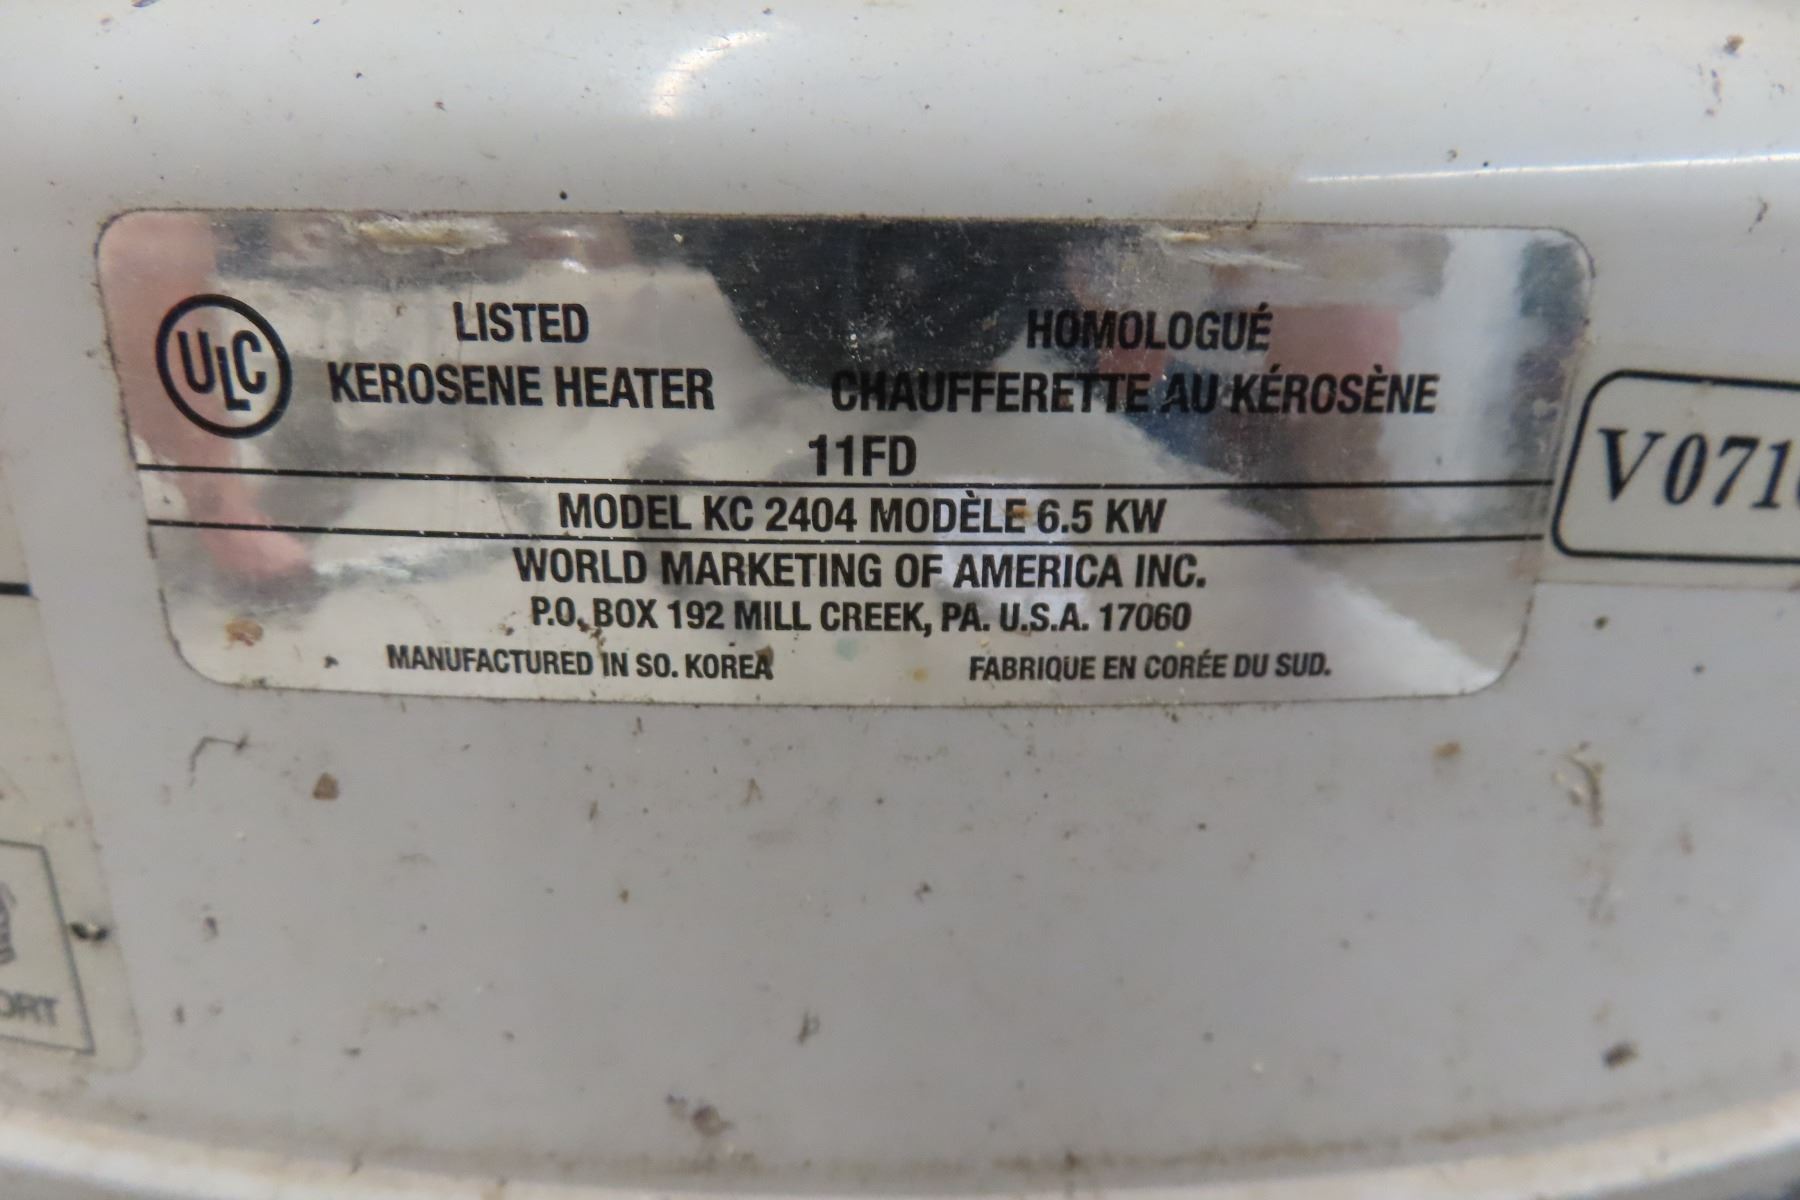 ULC
LISTED
KEROSENE HEATER
HOMOLOGUÉ
CHAUFFERETTE AU KÉROSÈNE
11FD
MODEL KC 2404 MODÈLE 6.5 KW
WORLD MARKETING OF AMERICA INC.
P.O. BOX 192 MILL CREEK, PA. U.S.A. 17060
MANUFACTURED IN SO. KOREA
FABRIQUE EN CORÉE DU SUD.
V071